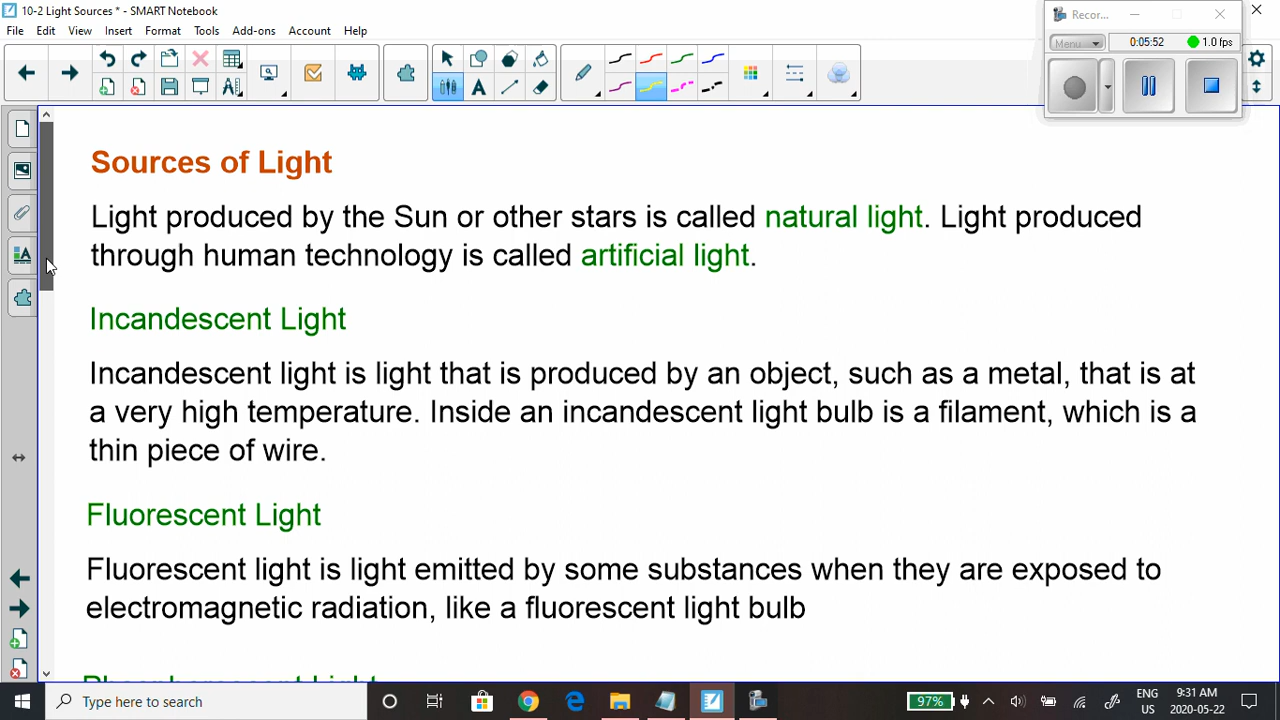 10-2 Light Sources * - SMART Notebook
Recor...
File Edit View Insert Format Tools Add-ons Account Help
Menu 0:05:52 1.0 fps
Sources of Light
Light produced by the Sun or other stars is called natural light. Light produced
through human technology is called artificial light.
Incandescent Light
Incandescent light is light that is produced by an object, such as a metal, that is at
a very high temperature. Inside an incandescent light bulb is a filament, which is a
thin piece of wire.
Fluorescent Light
Fluorescent light is light emitted by some substances when they are exposed to
electromagnetic radiation, like a fluorescent light bulb
Phosphorescent Light
Type here to search
97%
ENG
US
9:31 AM
2020-05-22